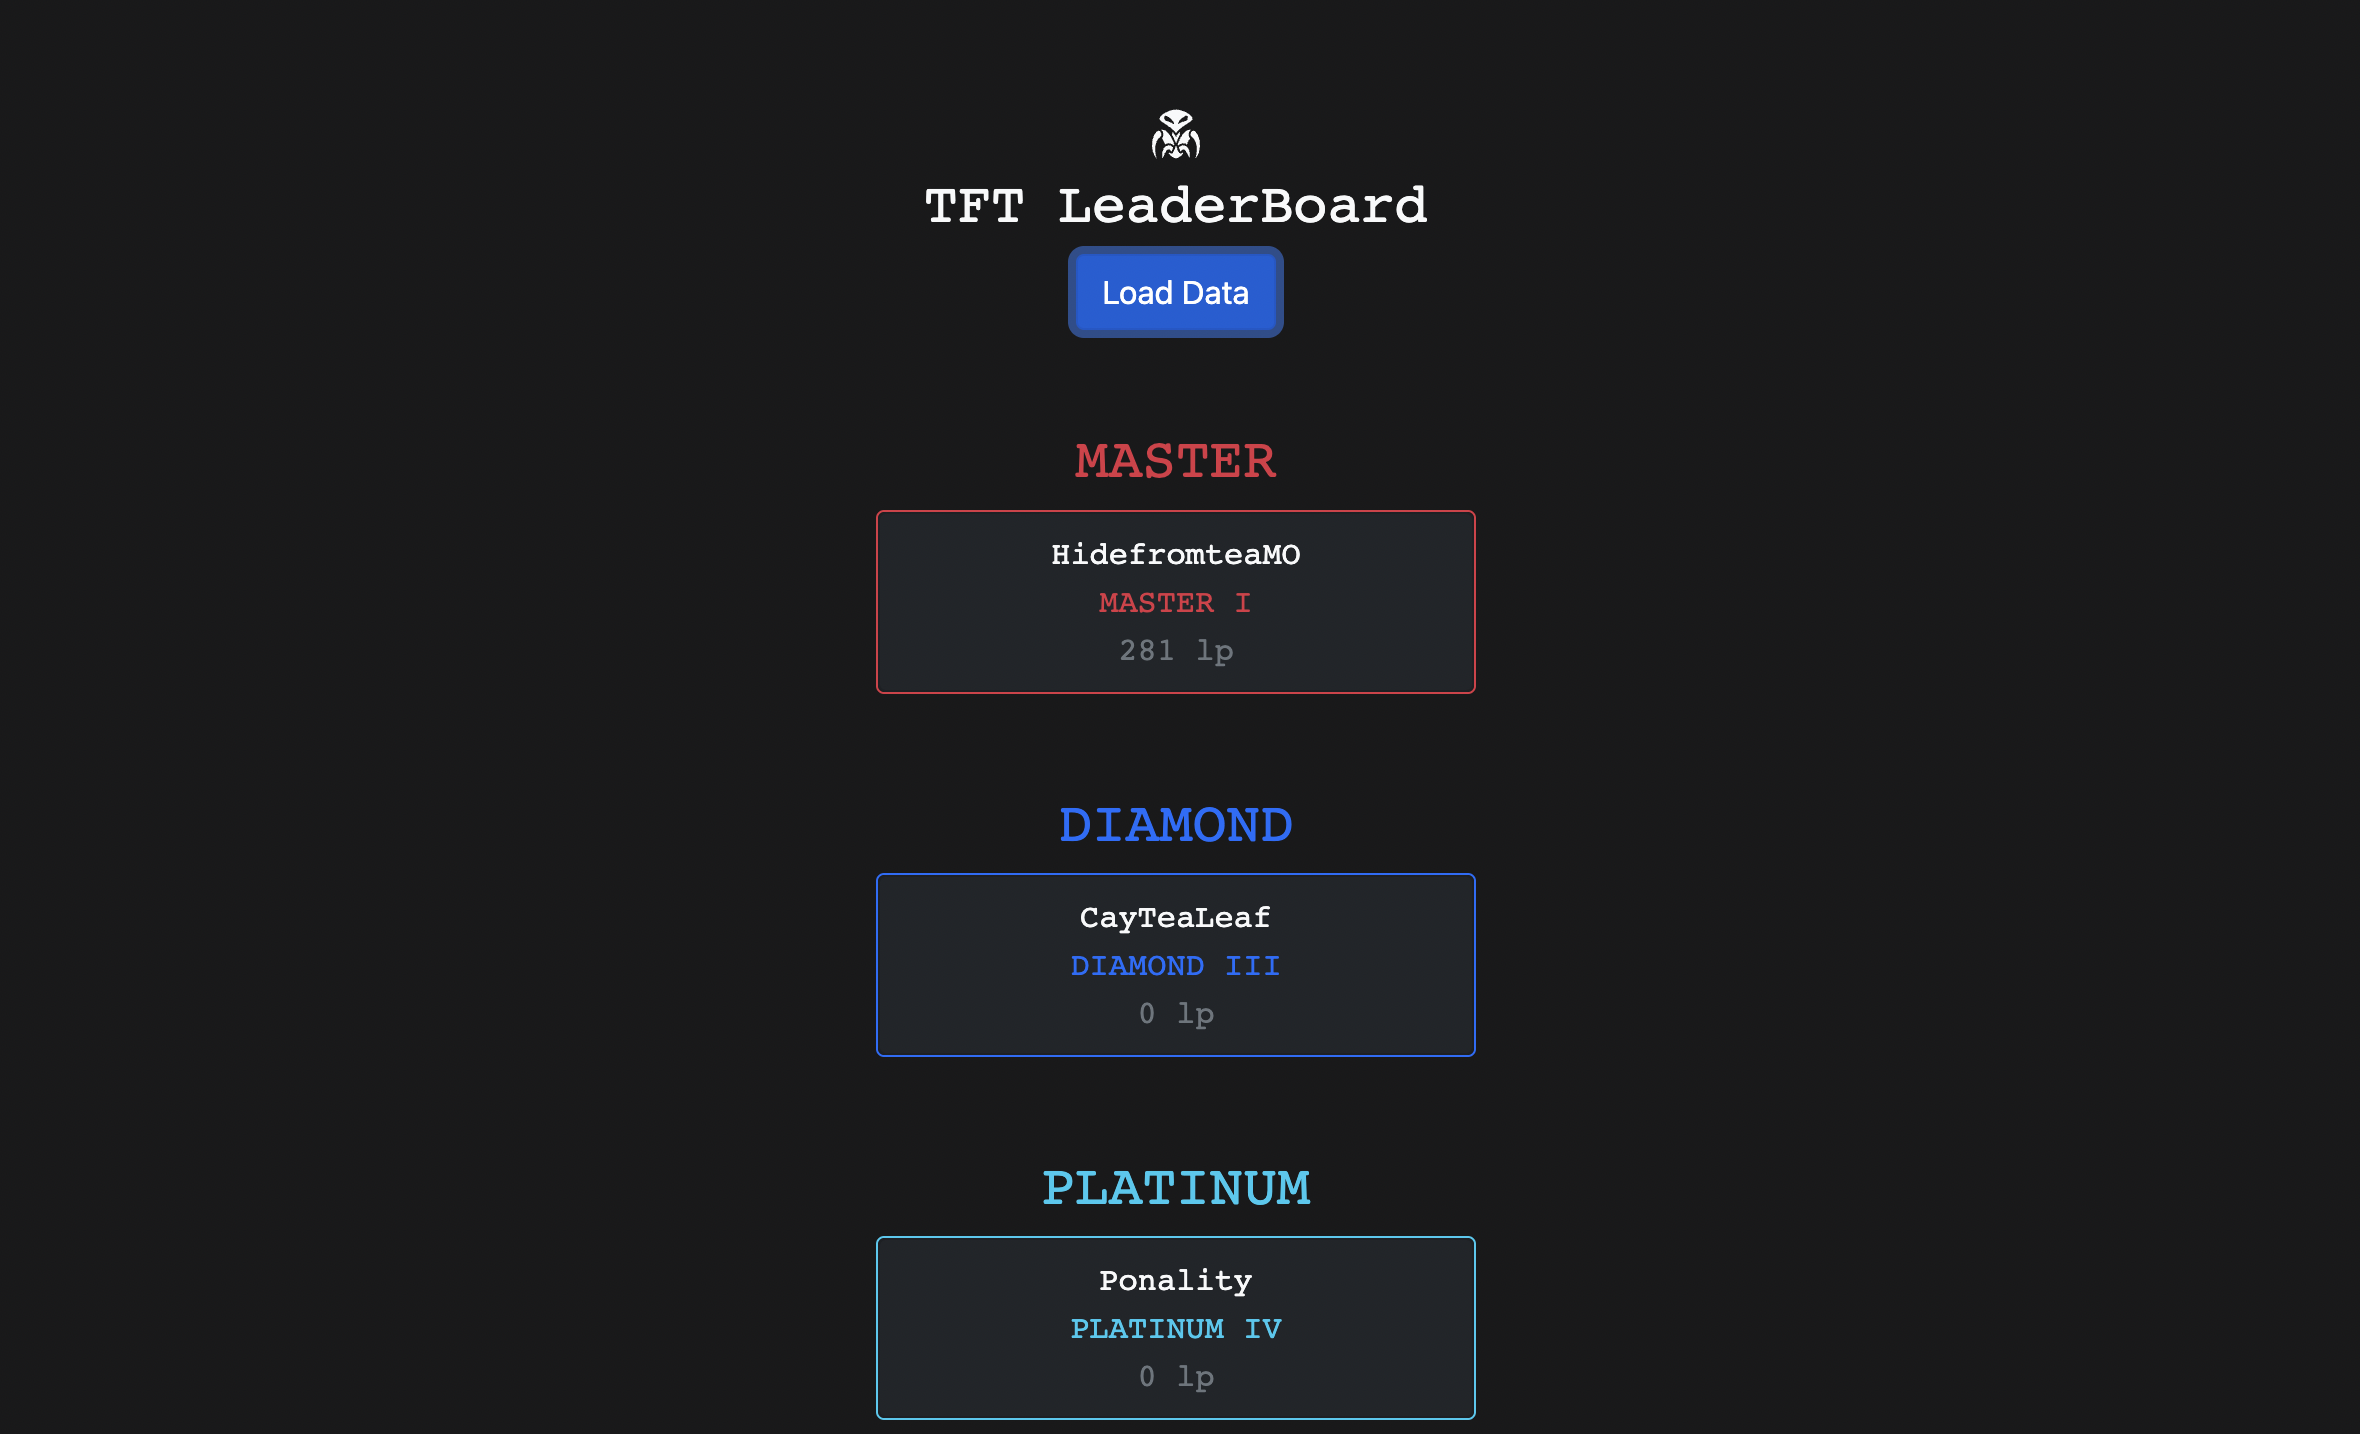 TFT LeaderBoard
Load Data
MASTER
HidefromteaMO
MASTER I
281 lp
DIAMOND
CayTeaLeaf
DIAMOND III
0 lp
PLATINUM
Ponality
PLATINUM IV
0 lp